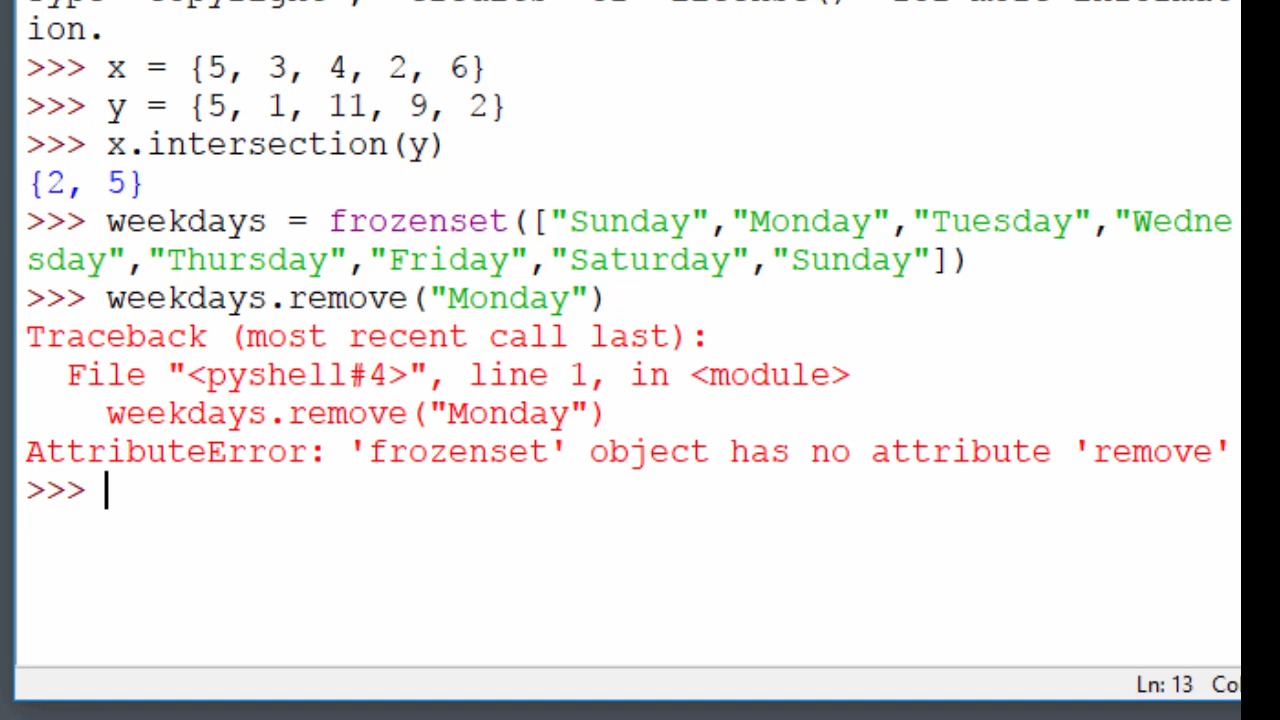 ion.
>>> x = {5, 3, 4, 2, 6}
>>> y = {5, 1, 11, 9, 2}
>>> x.intersection(y)
{2, 5}
>>> weekdays = frozenset(["Sunday","Monday","Tuesday","Wedne
sday","Thursday","Friday","Saturday","Sunday"])
>>> weekdays.remove("Monday")
Traceback (most recent call last):
  File "<pyshell#4>", line 1, in <module>
    weekdays.remove("Monday")
AttributeError: 'frozenset' object has no attribute 'remove'
>>>
Ln: 13 Co